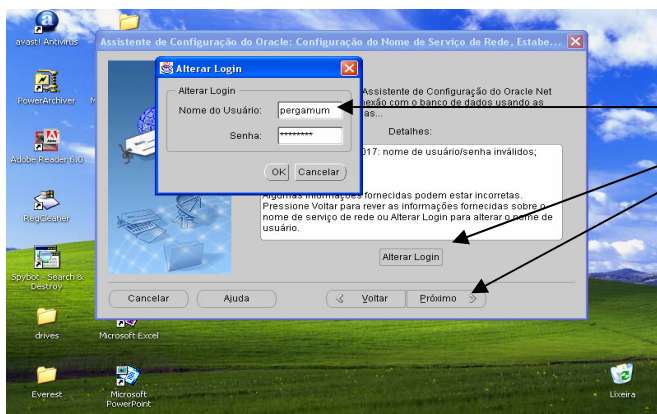 avast! Antivirus
PowerArchiver
Adobe Reader 6.0
RegCleaner
Spybot - Search &
Destroy
drives
Everest
Microsoft Excel
Microsoft
PowerPoint
Lixeira
Assistente de Configuração do Oracle: Configuração do Nome de Serviço de Rede, Estabe...
Alterar Login
Alterar Login
Nome do Usuário: pergamum
Senha: ********
OK Cancelar
Assistente de Configuração do Oracle Net
com o banco de dados usando as
Detalhes:
017: nome de usuário/senha inválidos;
Algumas informações fornecidas podem estar incorretas.
Pressione Voltar para rever as informações fornecidas sobre o
nome de serviço de rede ou Alterar Login para alterar o nome de
usuário.
Alterar Login
Cancelar Ajuda Voltar Próximo